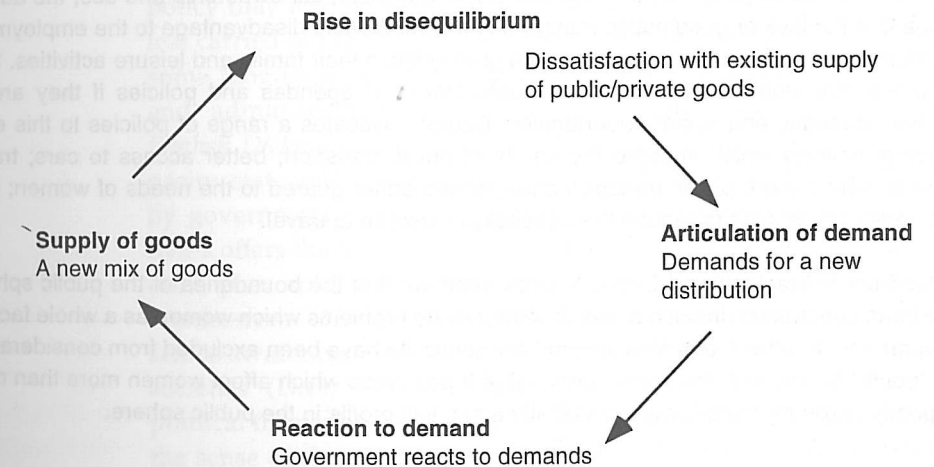 Rise in disequilibrium
Dissatisfaction with existing supply
of public/private goods
Articulation of demand
Demands for a new
distribution
Reaction to demand
Government reacts to demands
Supply of goods
A new mix of goods